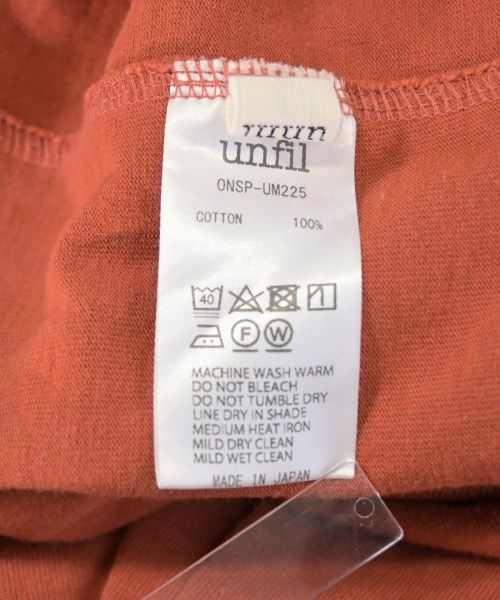 unfil
ONSP-UM225
COTTON 100%
40
F W
MACHINE WASH WARM
DO NOT BLEACH
DO NOT TUMBLE DRY
LINE DRY IN SHADE
MEDIUM HEAT IRON
MILD DRY CLEAN
MILD WET CLEAN
MADE IN JAPAN